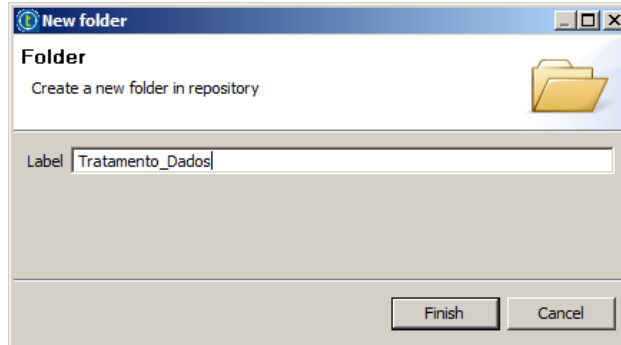 New folder
Folder
Create a new folder in repository
Label Tratamento_Dados
Finish Cancel